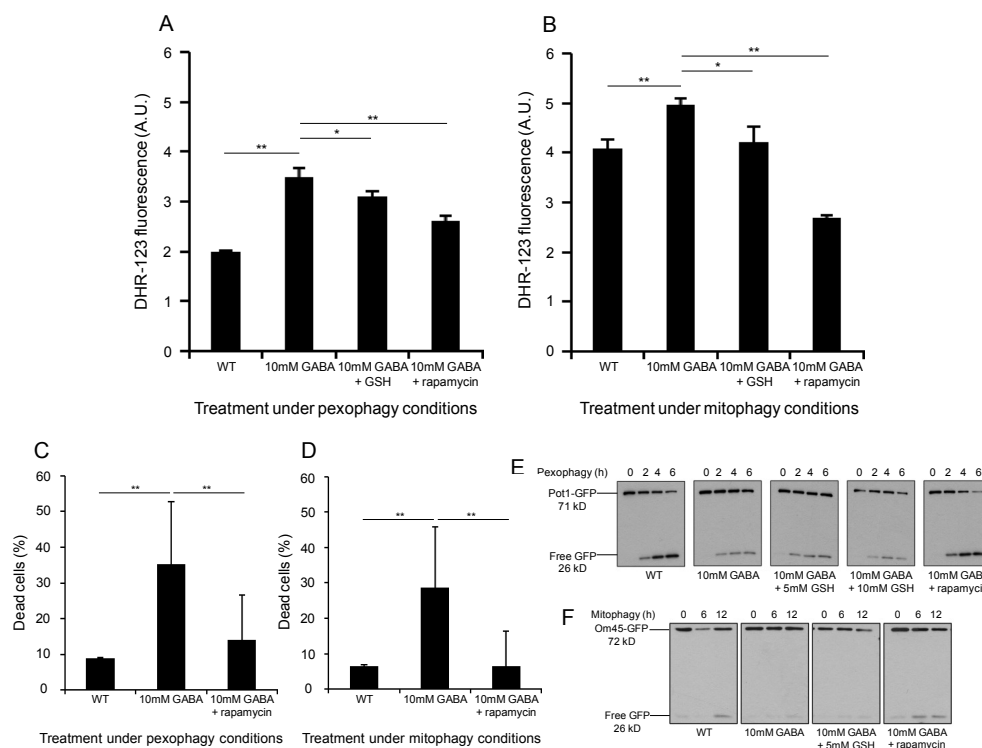 A
DHR-123 fluorescence (A.U.)
6
5
4
3
2
1
0
**
*
**
WT
10mM GABA
10mM GABA
+ GSH
10mM GABA
+ rapamycin
Treatment under pexophagy conditions
B
DHR-123 fluorescence (A.U.)
6
5
4
3
2
1
0
**
*
**
WT
10mM GABA
10mM GABA
+ GSH
10mM GABA
+ rapamycin
Treatment under mitophagy conditions
C
Dead cells (%)
60
50
40
30
20
10
0
** **
WT
10mM GABA
10mM GABA
+ rapamycin
Treatment under pexophagy conditions
D
Dead cells (%)
60
50
40
30
20
10
0
** **
WT
10mM GABA
10mM GABA
+ rapamycin
Treatment under mitophagy conditions
E
Pexophagy (h) 0 2 4 6 0 2 4 6 0 2 4 6 0 2 4 6 0 2 4 6
Pot1-GFP
71 kD
Free GFP
26 kD
WT
10mM GABA
10mM GABA
+ 5mM GSH
10mM GABA
+ 10mM GSH
10mM GABA
+ rapamycin
F
Mitophagy (h) 0 6 12 0 6 12 0 6 12 0 6 12
Om45-GFP
72 kD
Free GFP
26 kD
WT
10mM GABA
10mM GABA
+ 5mM GSH
10mM GABA
+ rapamycin